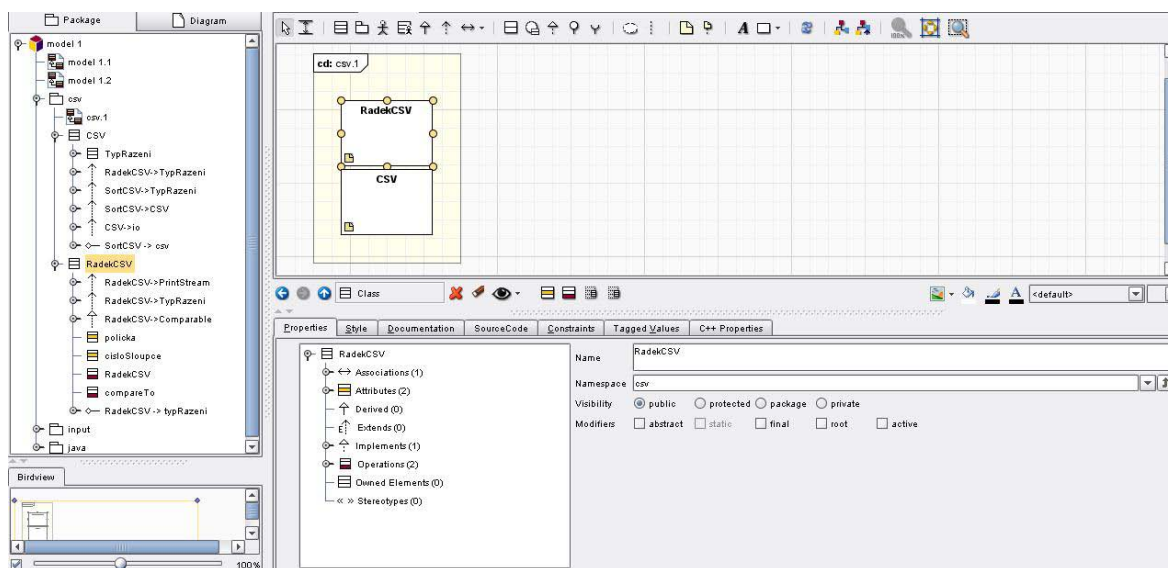 Package
Diagram
model 1
model 1.1
model 1.2
csv
csv.1
CSV
TypRazeni
RadekCSV->TypRazeni
SortCSV->TypRazeni
SortCSV->CSV
CSV->io
SortCSV -> csv
RadekCSV
RadekCSV->PrintStream
RadekCSV->TypRazeni
RadekCSV->Comparable
policka
cisloSloupce
RadekCSV
compareTo
RadekCSV -> typRazeni
input
java
Birdview
100%
A
cd: csv.1
RadekCSV
CSV
Class
A
<default>
Properties
Style
Documentation
SourceCode
Constraints
Tagged Values
C++ Properties
RadekCSV
Associations (1)
Attributes (2)
Derived (0)
Extends (0)
Implements (1)
Operations (2)
Owned Elements (0)
« » Stereotypes (0)
Name RadekCSV
Namespace csv
Visibility public protected package private
Modifiers abstract static final root active